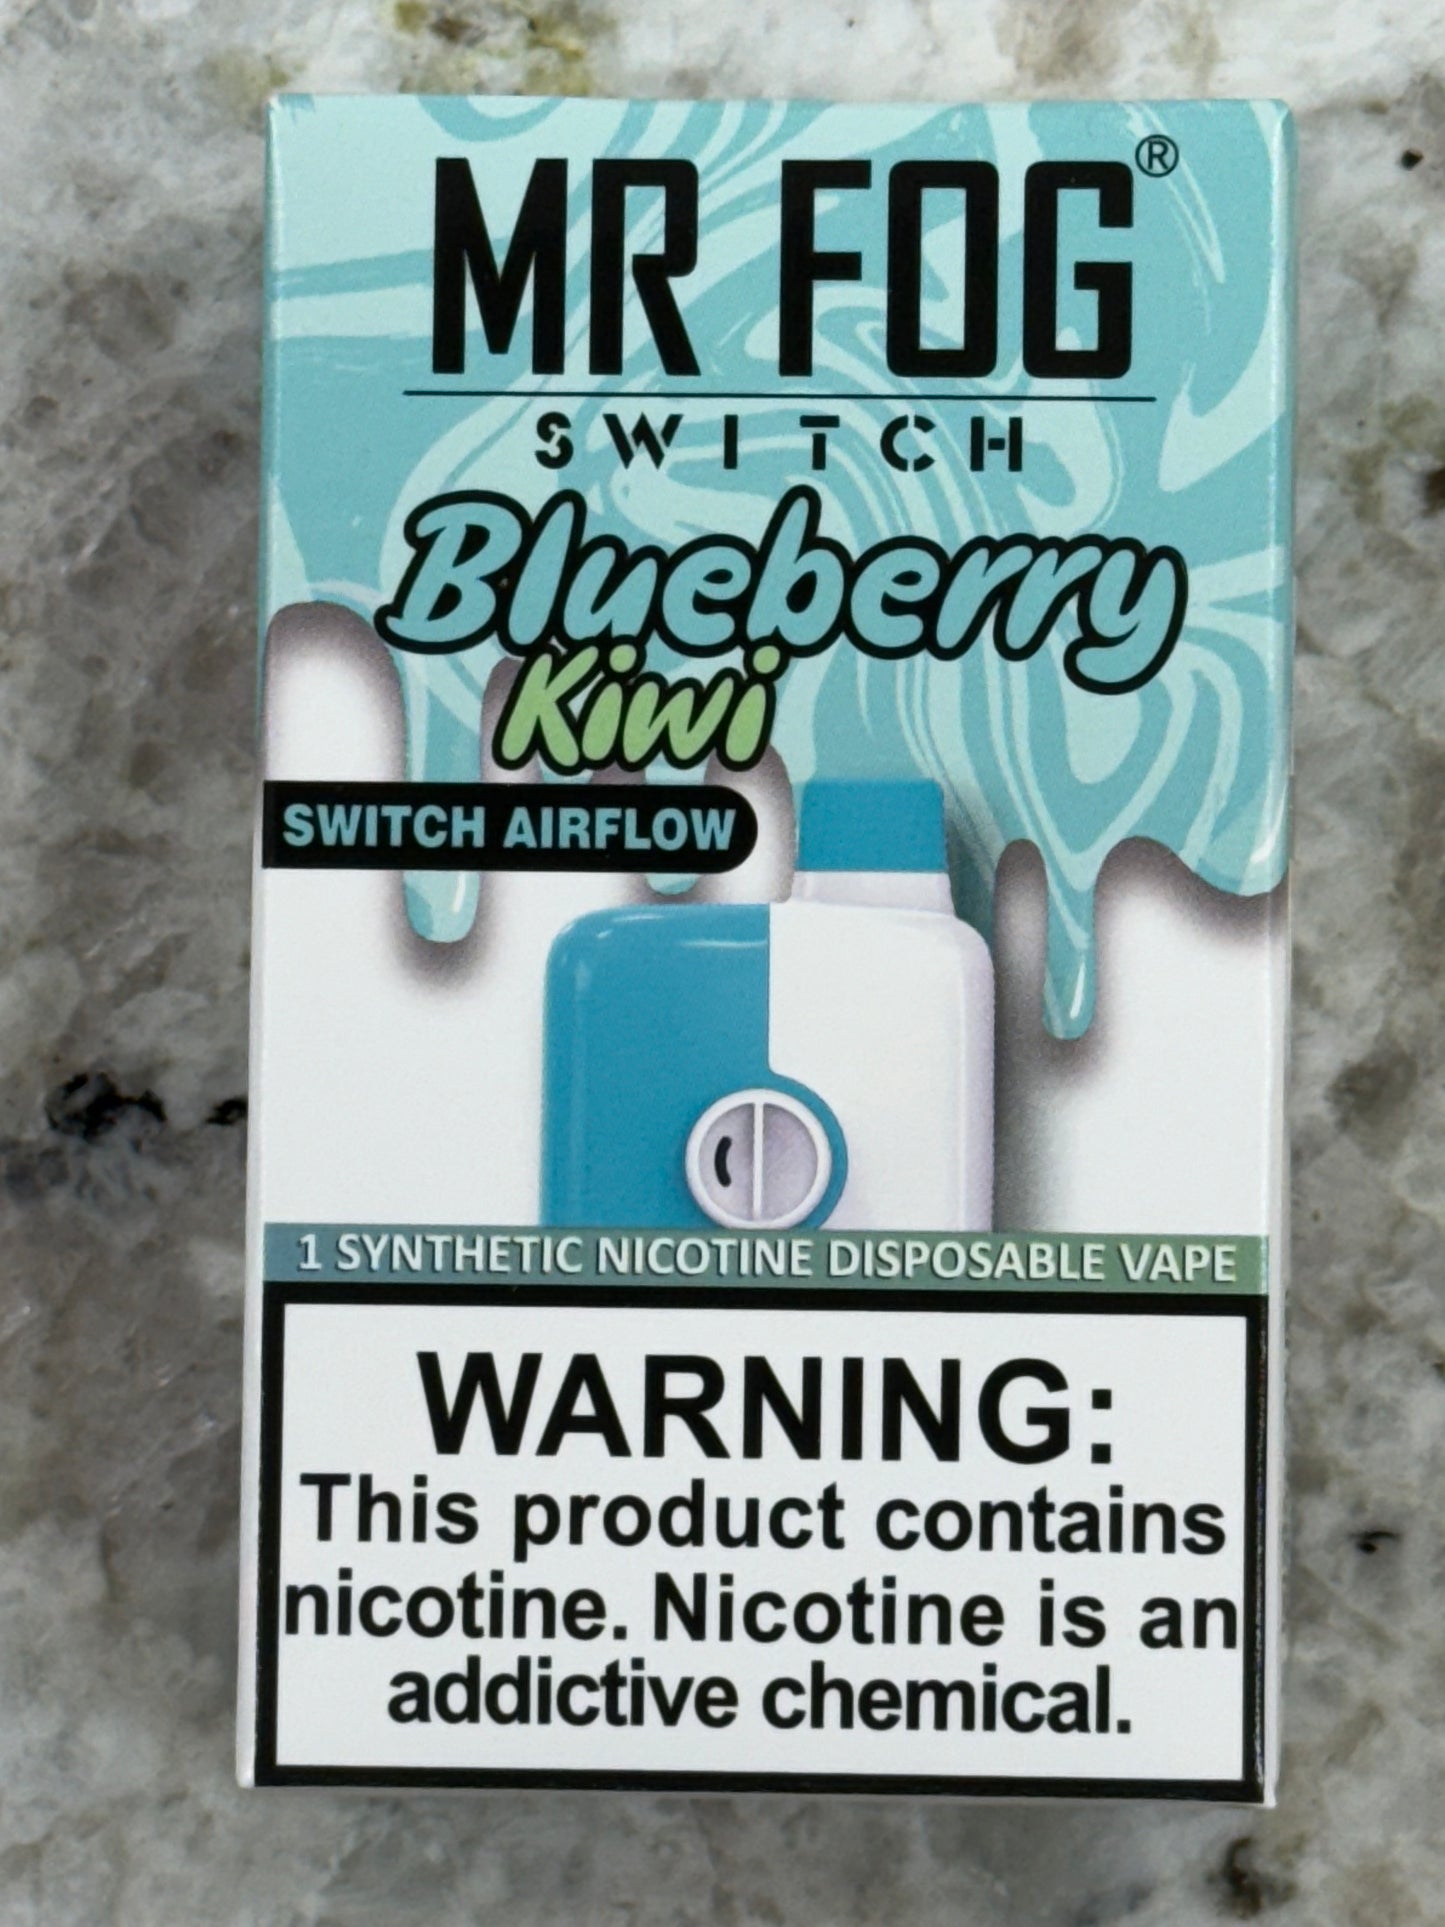 MR FOG®
SWITCH
Blueberry
Kiwi
SWITCH AIRFLOW
1 SYNTHETIC NICOTINE DISPOSABLE VAPE
WARNING:
This product contains
nicotine. Nicotine is an
addictive chemical.